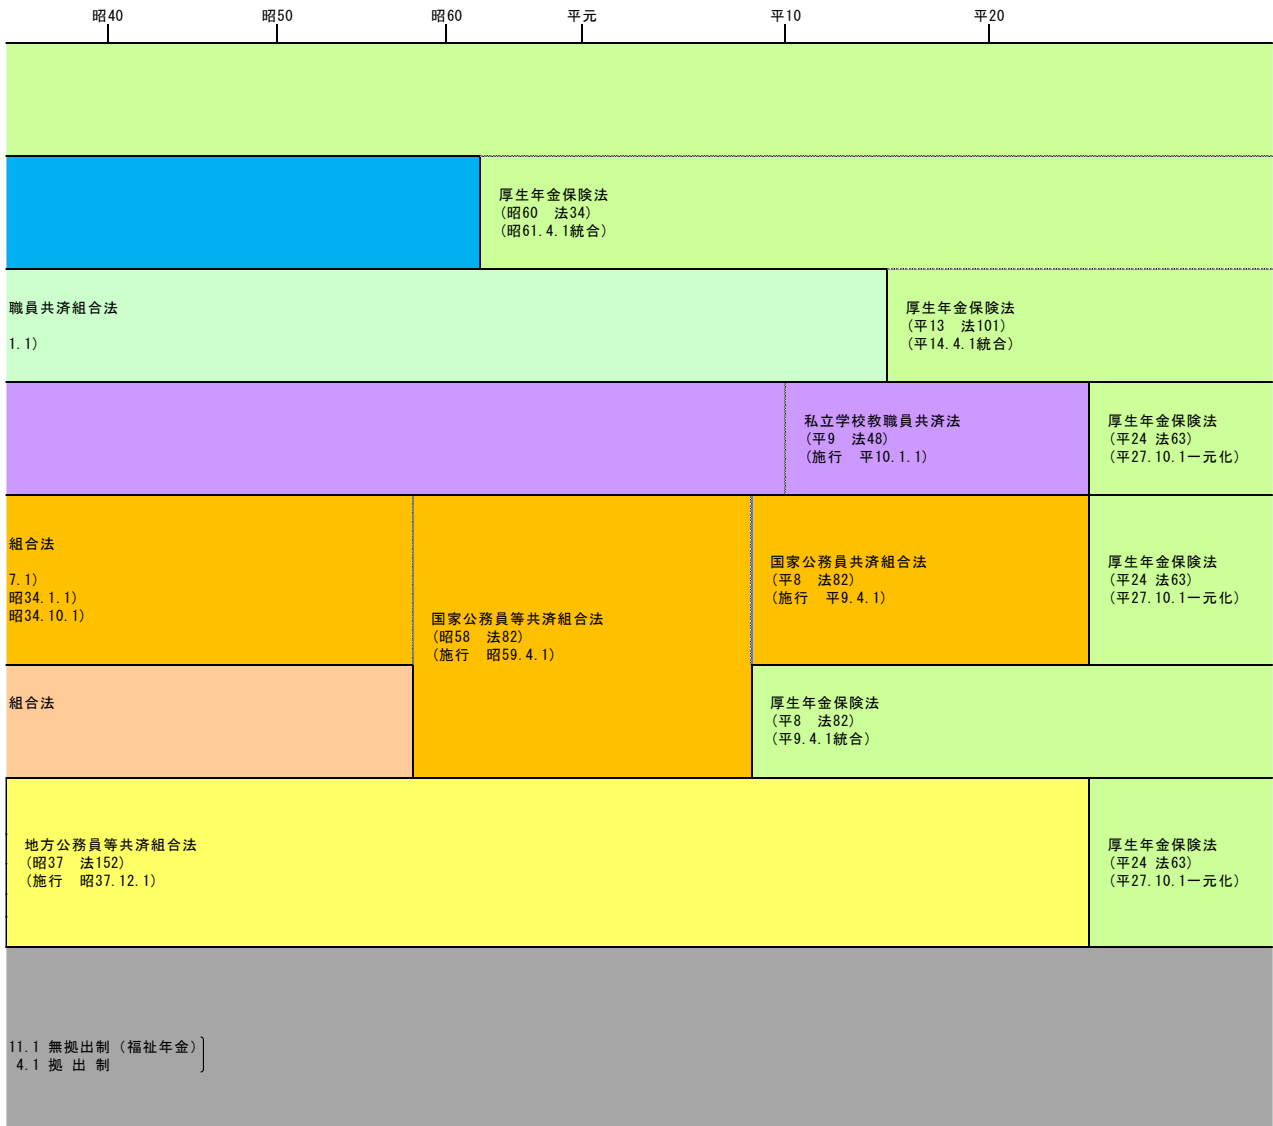 昭40 昭50 昭60 平元 平10 平20
厚生年金保険法
(昭60 法34)
(昭61.4.1統合)
職員共済組合法
1.1)
厚生年金保険法
(平13 法101)
(平14.4.1統合)
私立学校教職員共済法
(平9 法48)
(施行 平10.1.1)
厚生年金保険法
(平24 法63)
(平27.10.1一元化)
組合法
7.1)
昭34.1.1)
昭34.10.1)
国家公務員等共済組合法
(昭58 法82)
(施行 昭59.4.1)
国家公務員共済組合法
(平8 法82)
(施行 平9.4.1)
厚生年金保険法
(平24 法63)
(平27.10.1一元化)
組合法
厚生年金保険法
(平8 法82)
(平9.4.1統合)
地方公務員等共済組合法
(昭37 法152)
(施行 昭37.12.1)
厚生年金保険法
(平24 法63)
(平27.10.1一元化)
11.1 無拠出制(福祉年金)
4.1 拠 出 制